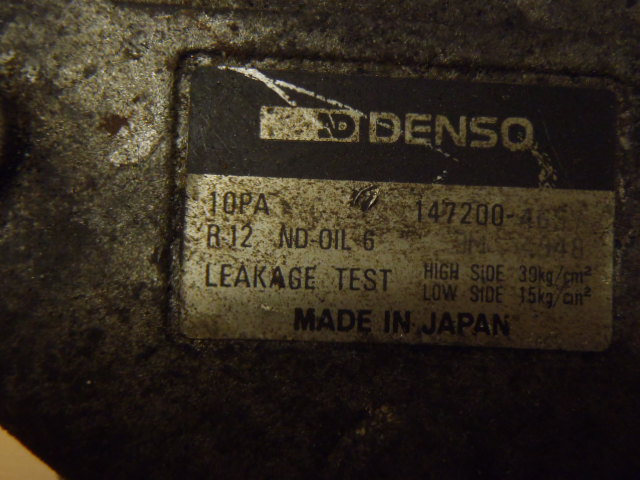 ND DENSO
10PA 147200-
R-12 ND-OIL 6
LEAKAGE TEST
HIGH SIDE 39kg/cm²
LOW SIDE 15kg/cm²
MADE IN JAPAN